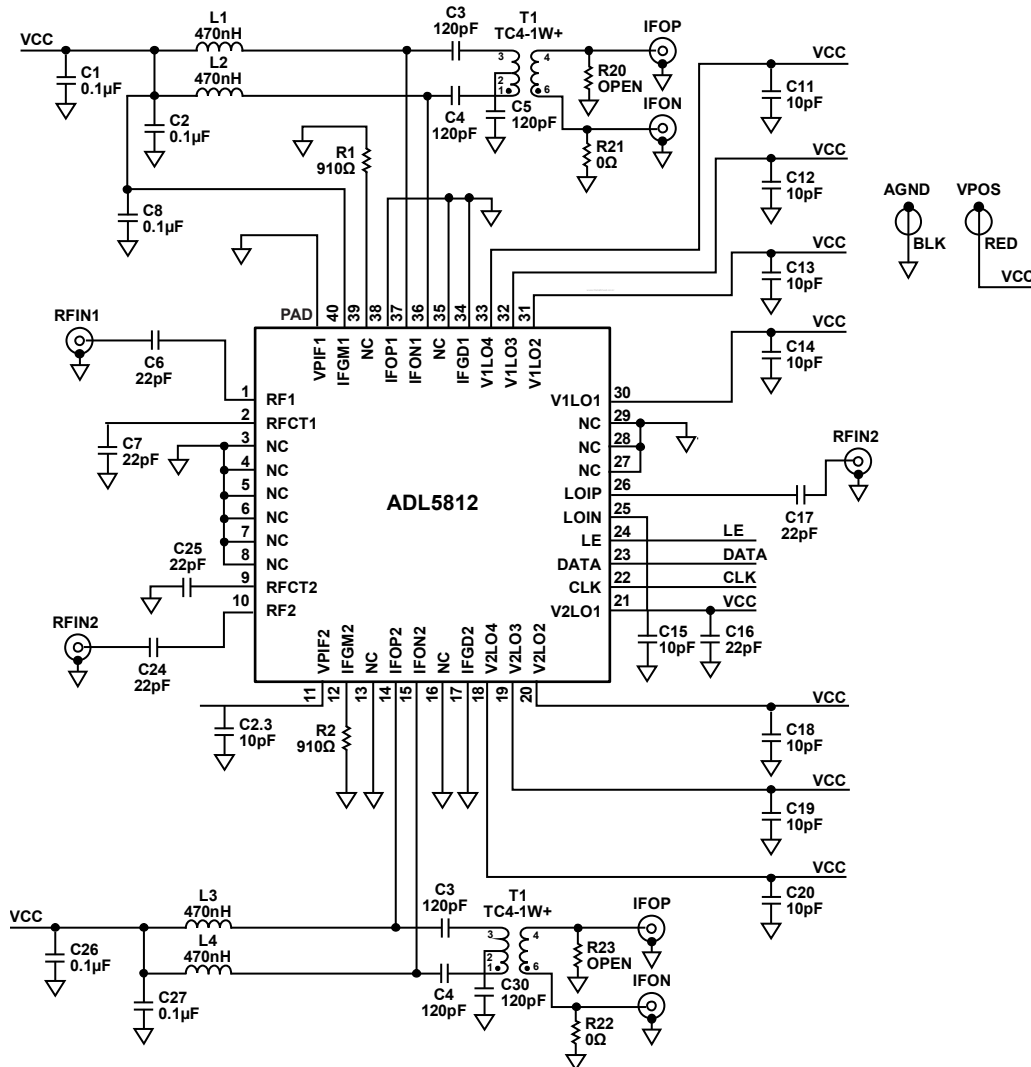 VCC
L1
470nH
L2
470nH
C1
0.1µF
C2
0.1µF
C3
120pF
T1
TC4-1W+
3
2
1
4
6
C4
120pF
C5
120pF
R20
OPEN
IFOP
IFON
R21
0Ω
R1
910Ω
C8
0.1µF
VCC
C11
10pF
VCC
C12
10pF
VCC
C13
10pF
VCC
C14
10pF
AGND
BLK
VPOS
RED
VCC
PAD
40
39
38
37
36
35
34
33
32
31
VPIF1
IFGM1
NC
IFOP1
IFON1
NC
IFGD1
V1LO4
V1LO3
V1LO2
RFIN1
C6
22pF
C7
22pF
C25
22pF
RFIN2
C24
22pF
1
2
3
4
5
6
7
8
9
10
RF1
RFCT1
NC
NC
NC
NC
NC
NC
RFCT2
RF2
ADL5812
V1LO1
NC
NC
NC
LOIP
LOIN
LE
DATA
CLK
V2LO1
30
29
28
27
26
25
24
23
22
21
RFIN2
C17
22pF
LE
DATA
CLK
VCC
C15
10pF
C16
22pF
VPIF2
IFGM2
NC
IFOP2
IFON2
NC
IFGD2
V2LO4
V2LO3
V2LO2
11
12
13
14
15
16
17
18
19
20
C2.3
10pF
R2
910Ω
VCC
C18
10pF
VCC
C19
10pF
VCC
C20
10pF
VCC
L3
470nH
L4
470nH
C26
0.1µF
C27
0.1µF
C3
120pF
T1
TC4-1W+
3
2
1
4
6
C4
120pF
C30
120pF
R23
OPEN
IFOP
IFON
R22
0Ω